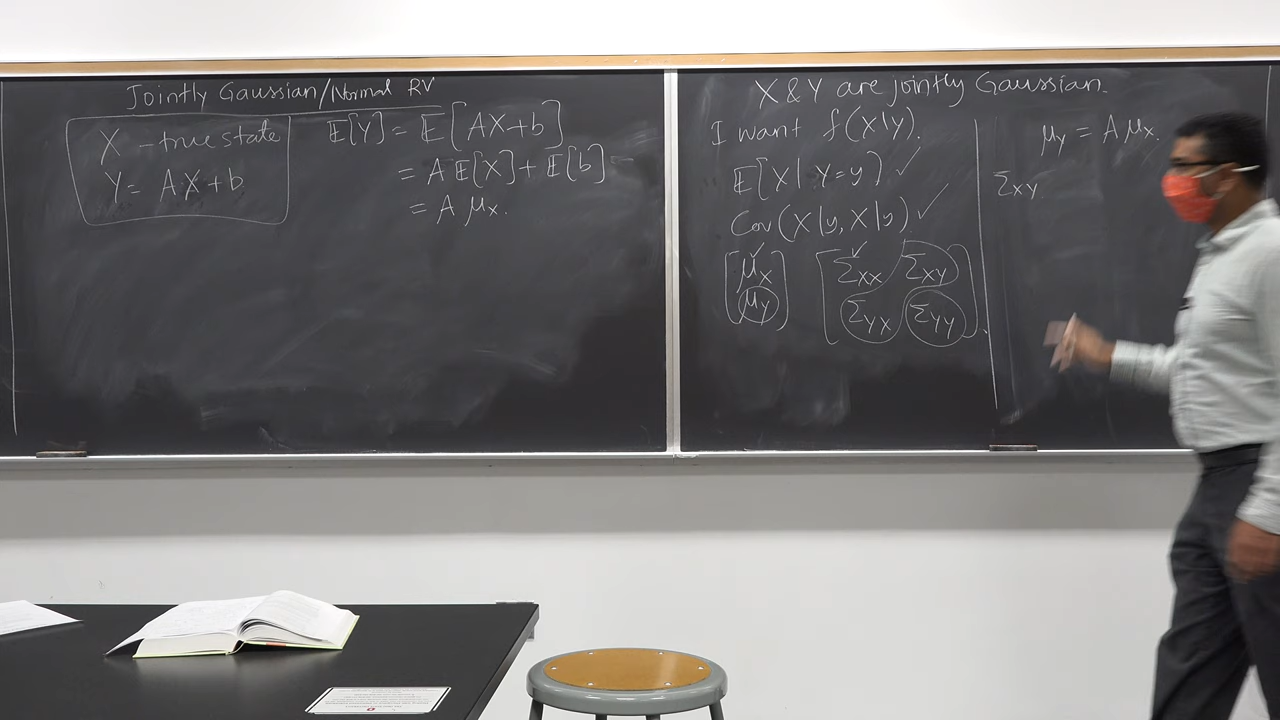 Jointly Gaussian/Normal RV
X - true state
Y = AX + b
E[Y] = E[AX+b]
= A E[X] + E[b]
= A μx.
X & Y are jointly Gaussian.
I want f(X|Y).
E[X| Y=y] ✓
Cov(X|y, X|y) ✓
[μX ✓ μY]
[ΣXX ✓ ΣXY
ΣYX ΣYY].
μy = A μx.
Σxy